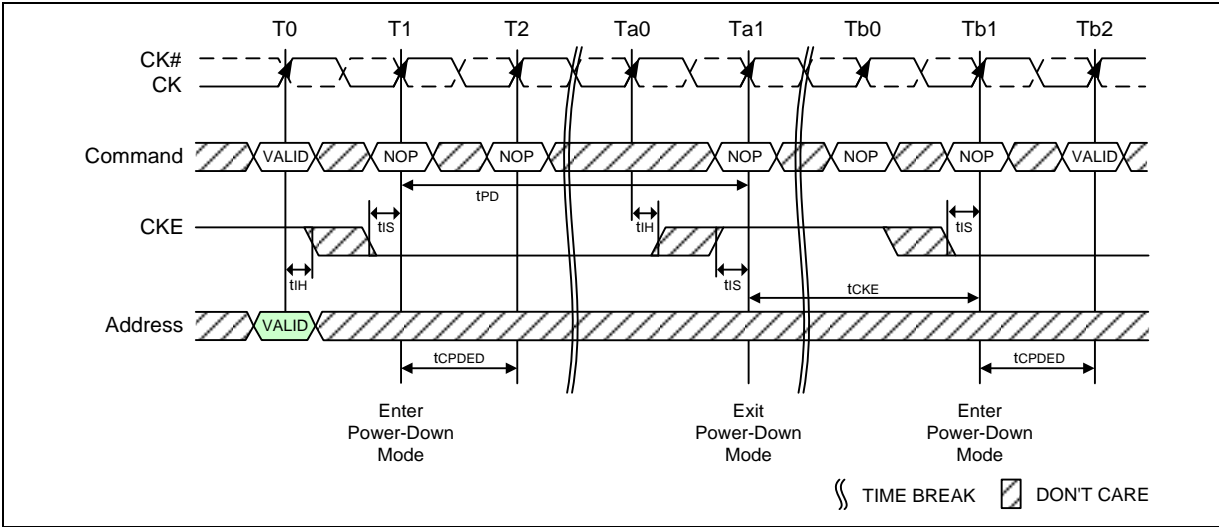 T0 T1 T2 Ta0 Ta1 Tb0 Tb1 Tb2
CK#
CK
Command VALID NOP NOP NOP NOP NOP VALID
tPD
tIS tIH tIS
CKE
tIH tIS
tCKE
Address VALID
tCPDED tCPDED
Enter
Power-Down
Mode
Exit
Power-Down
Mode
Enter
Power-Down
Mode
TIME BREAK DON'T CARE